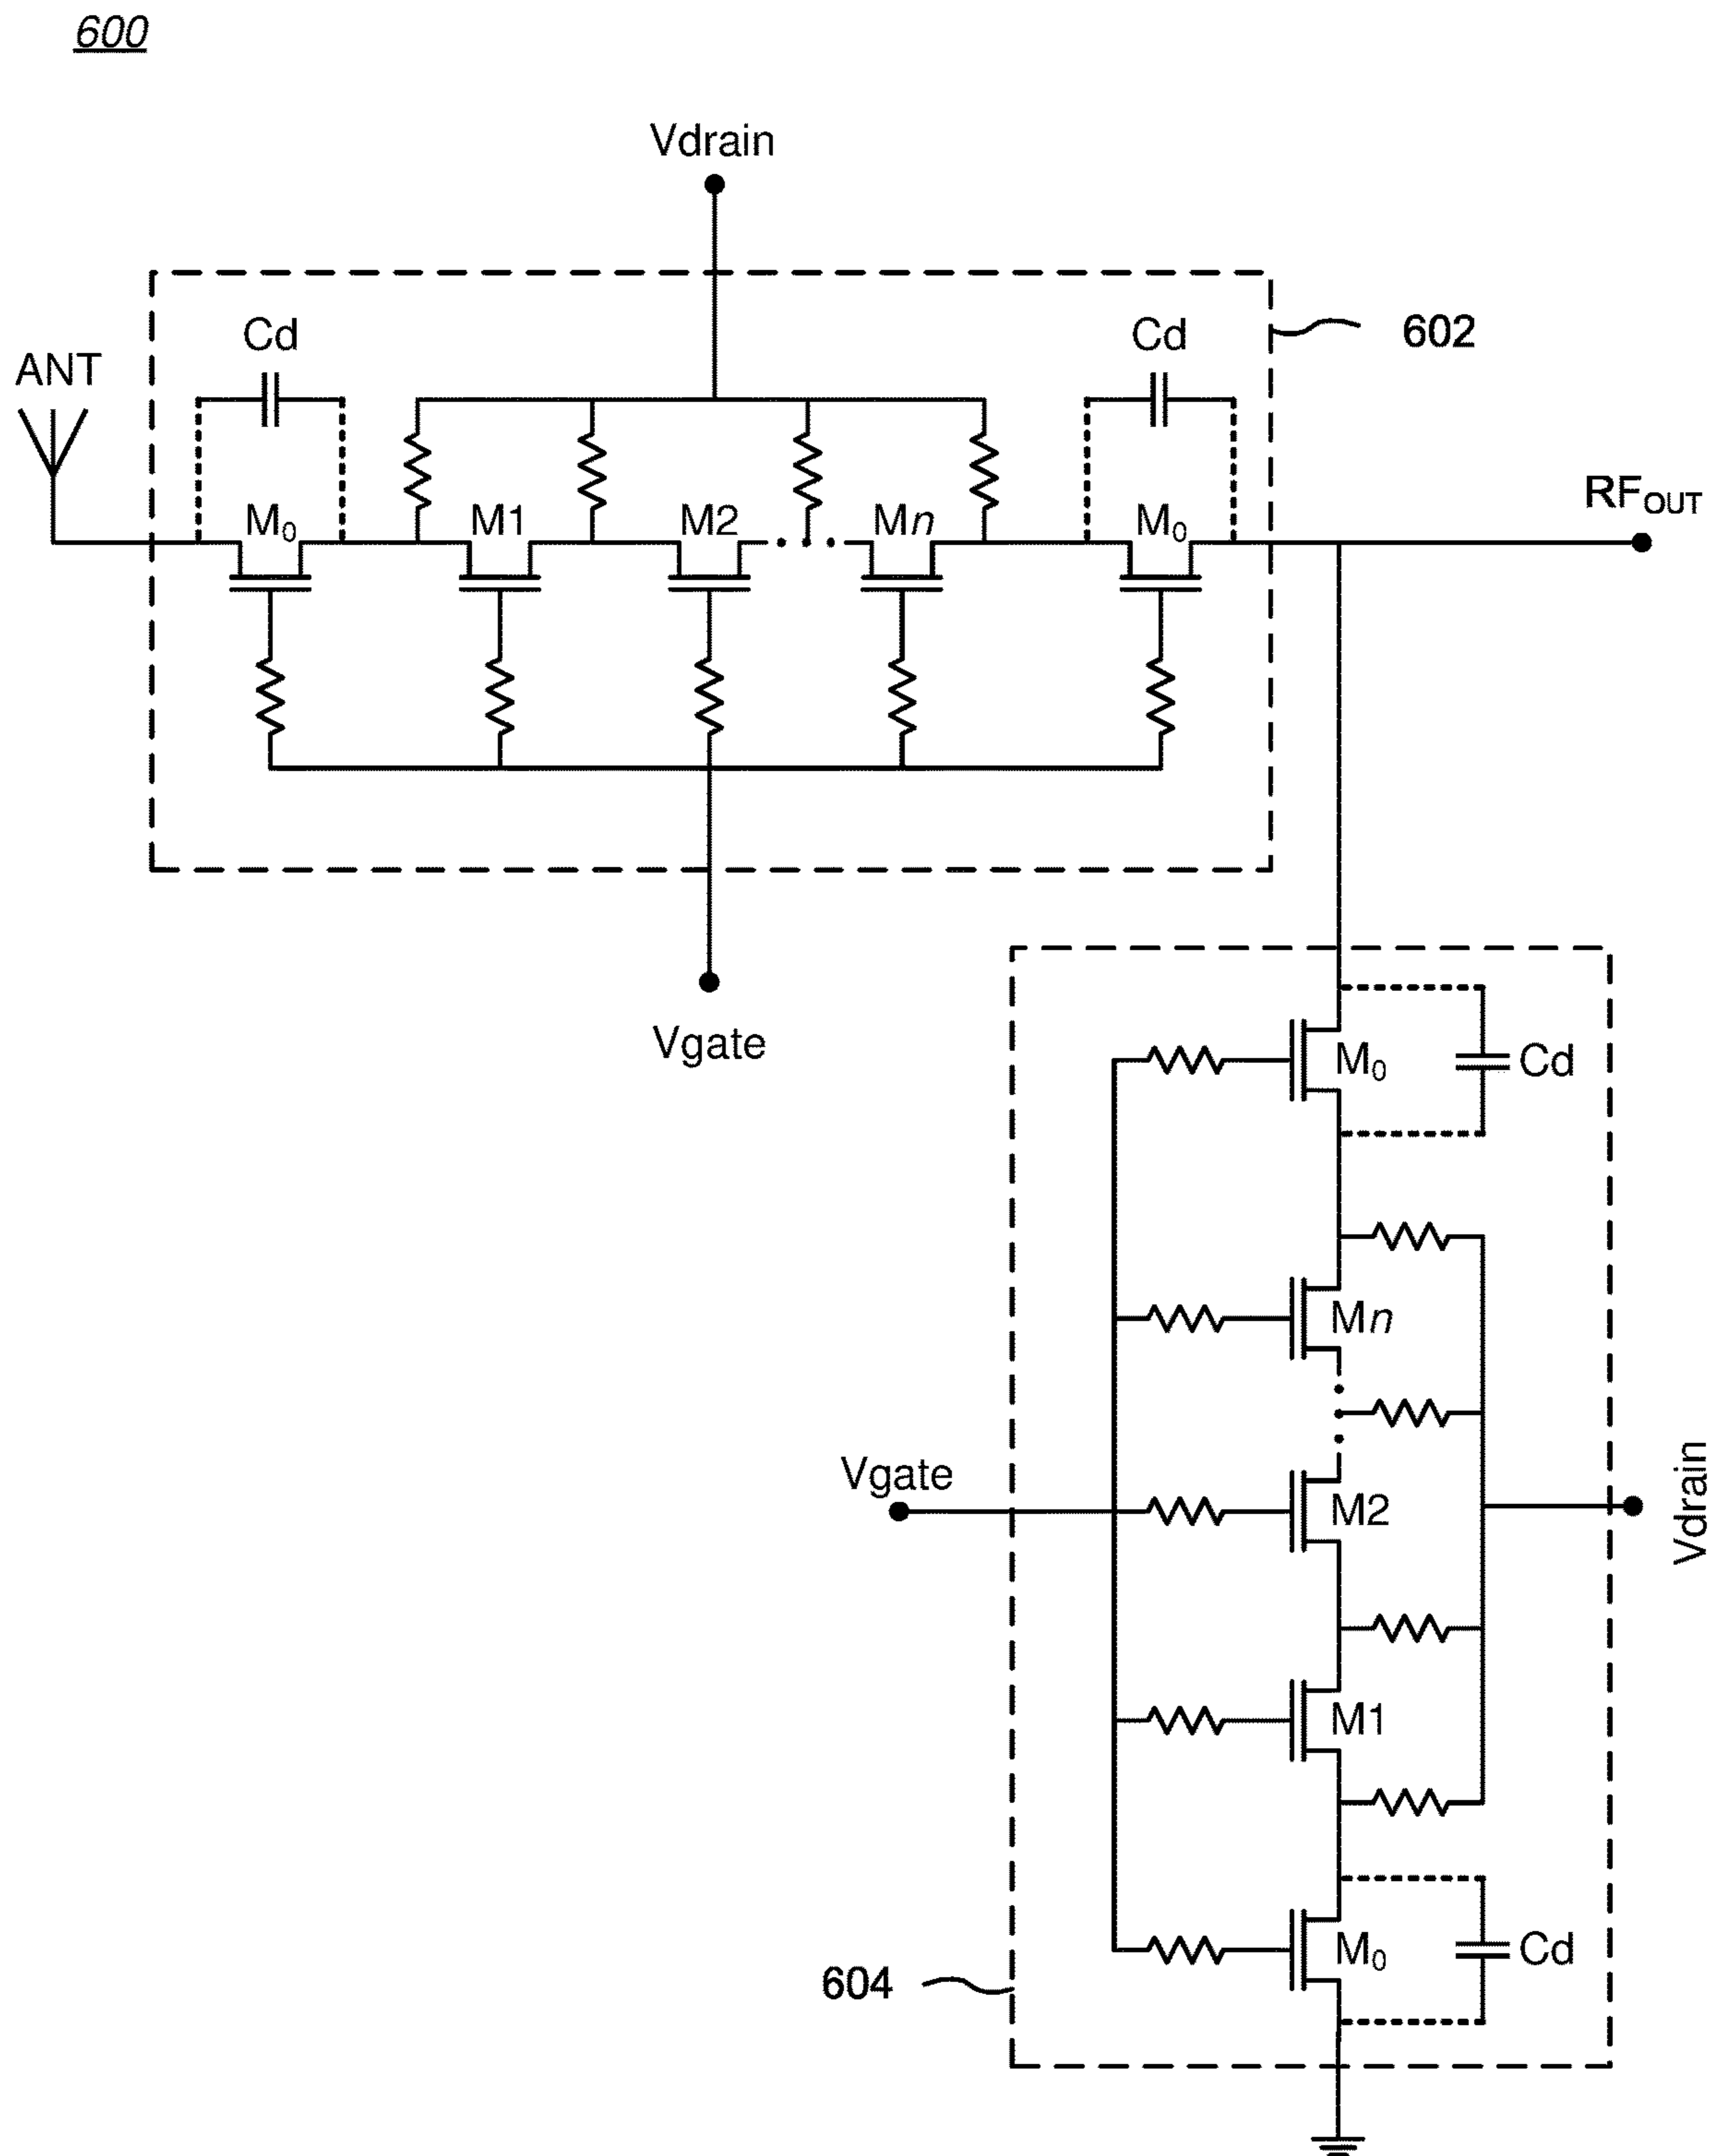 600
Vdrain
Cd
Cd
602
ANT
M₀
M1
M2
Mn
M₀
RF_OUT
Vgate
M₀
Cd
Mn
Vgate
M2
Vdrain
M1
M₀
Cd
604